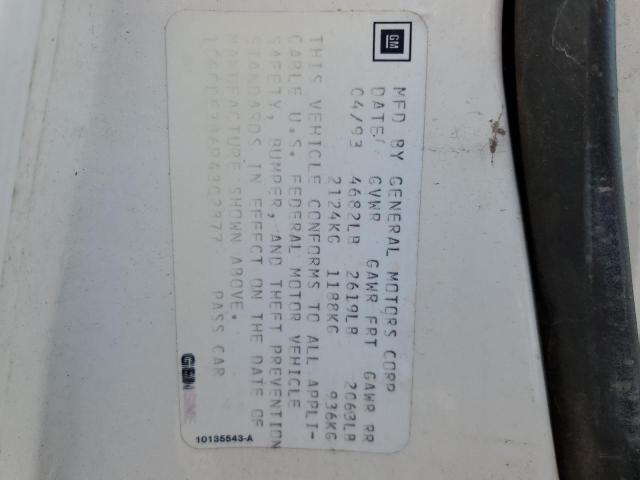 GM
MFD BY GENERAL MOTORS CORP
DATE/ GVWR GAWR FRT GAWR RR
04/93 4682LB 2619LB 2063LB
2124KG 1188KG 936KG
THIS VEHICLE CONFORMS TO ALL APPLI-
CABLE U.S. FEDERAL MOTOR VEHICLE
SAFETY, BUMPER, AND THEFT PREVENTION
STANDARDS IN EFFECT ON THE DATE OF
MANUFACTURE SHOWN ABOVE.
PASS CAR
10135543-A